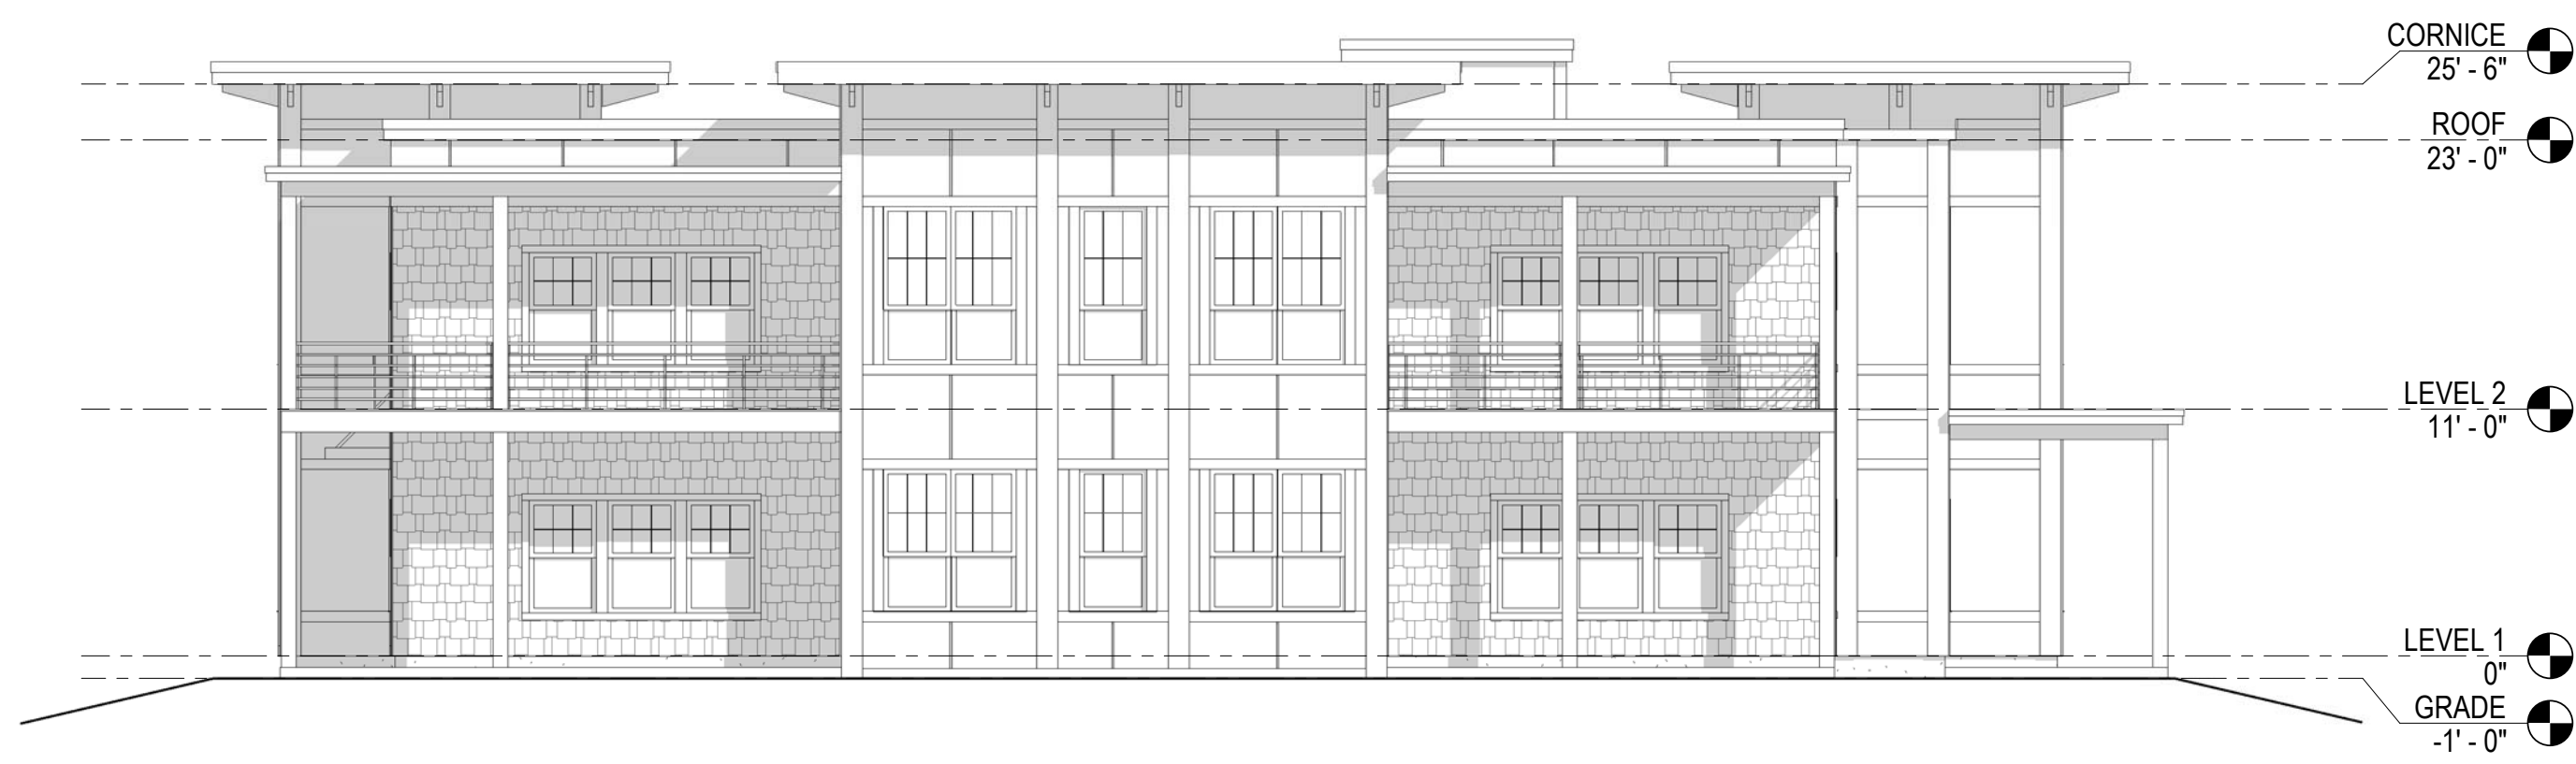 CORNICE
25' - 6"
ROOF
23' - 0"
LEVEL 2
11' - 0"
LEVEL 1
0"
GRADE
-1' - 0"